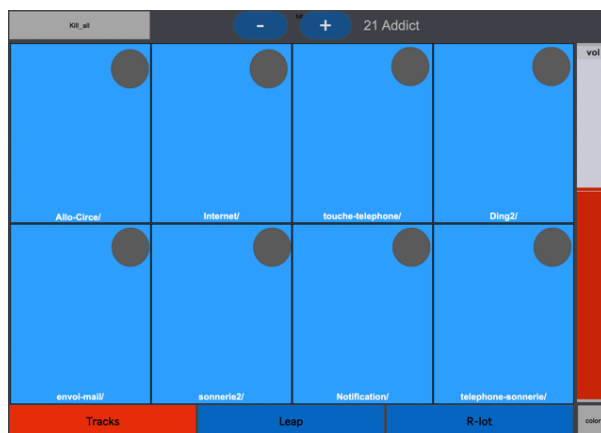 Kill_all
- + 21 Addict
vol
Allo-Circe/ Internet/ touche-telephone/ Ding2/
envoi-mail/ sonnerie2/ Notification/ telephone-sonnerie/
Tracks Leap R-Iot color